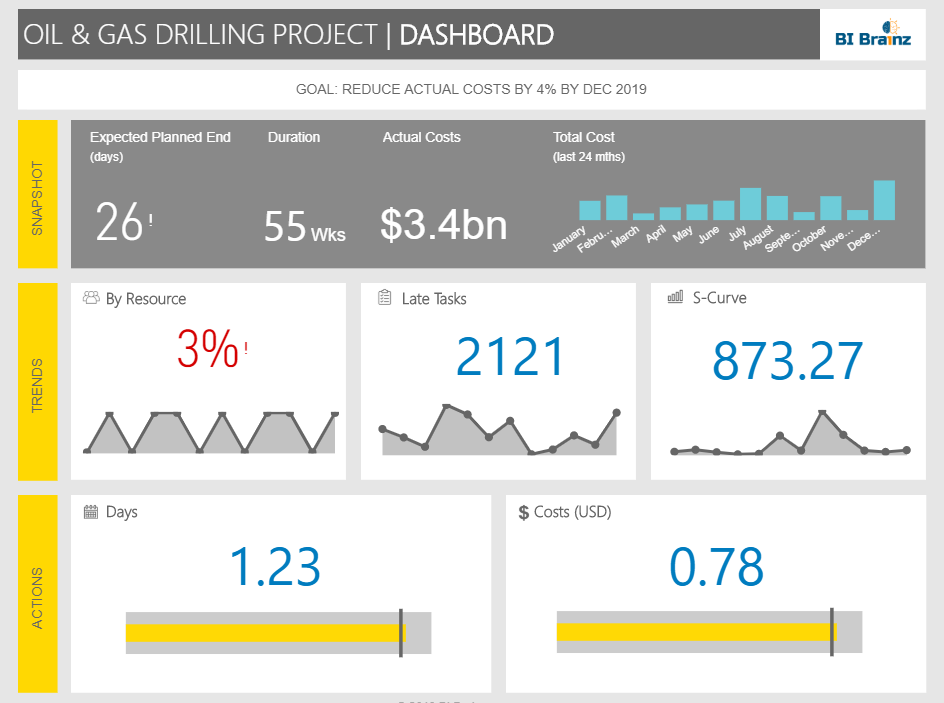 OIL & GAS DRILLING PROJECT | DASHBOARD
BI Brainz
GOAL: REDUCE ACTUAL COSTS BY 4% BY DEC 2019
SNAPSHOT
Expected Planned End
(days)
26!
Duration
55 Wks
Actual Costs
$3.4bn
Total Cost
(last 24 mths)
January
Febru...
March
April
May
June
July
August
Septe...
October
Nove...
Dece...
TRENDS
By Resource
3%!
Late Tasks
2121
S-Curve
873.27
ACTIONS
Days
1.23
$ Costs (USD)
0.78